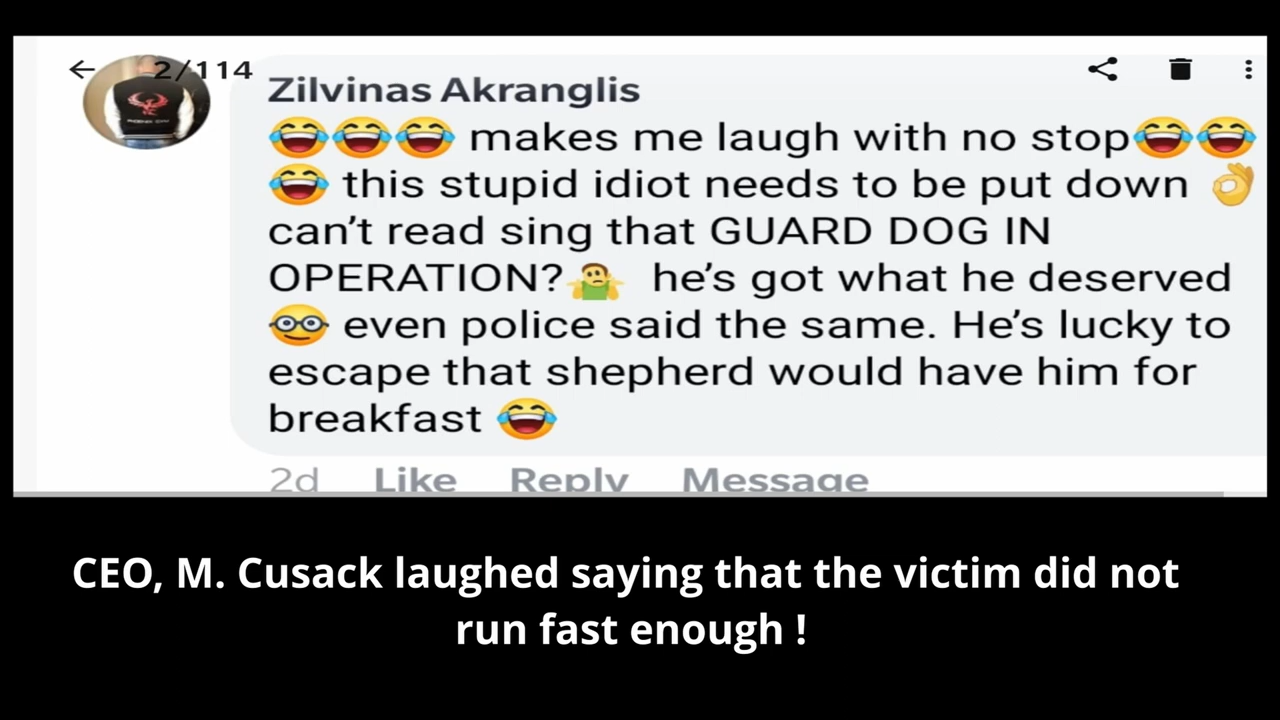 2/114
Zilvinas Akranglis
😂😂😂 makes me laugh with no stop😂😂
😂 this stupid idiot needs to be put down 👌
can’t read sing that GUARD DOG IN
OPERATION?🤷‍♂️ he’s got what he deserved
🤓 even police said the same. He’s lucky to
escape that shepherd would have him for
breakfast 😂
2d Like Reply Message
CEO, M. Cusack laughed saying that the victim did not
run fast enough !